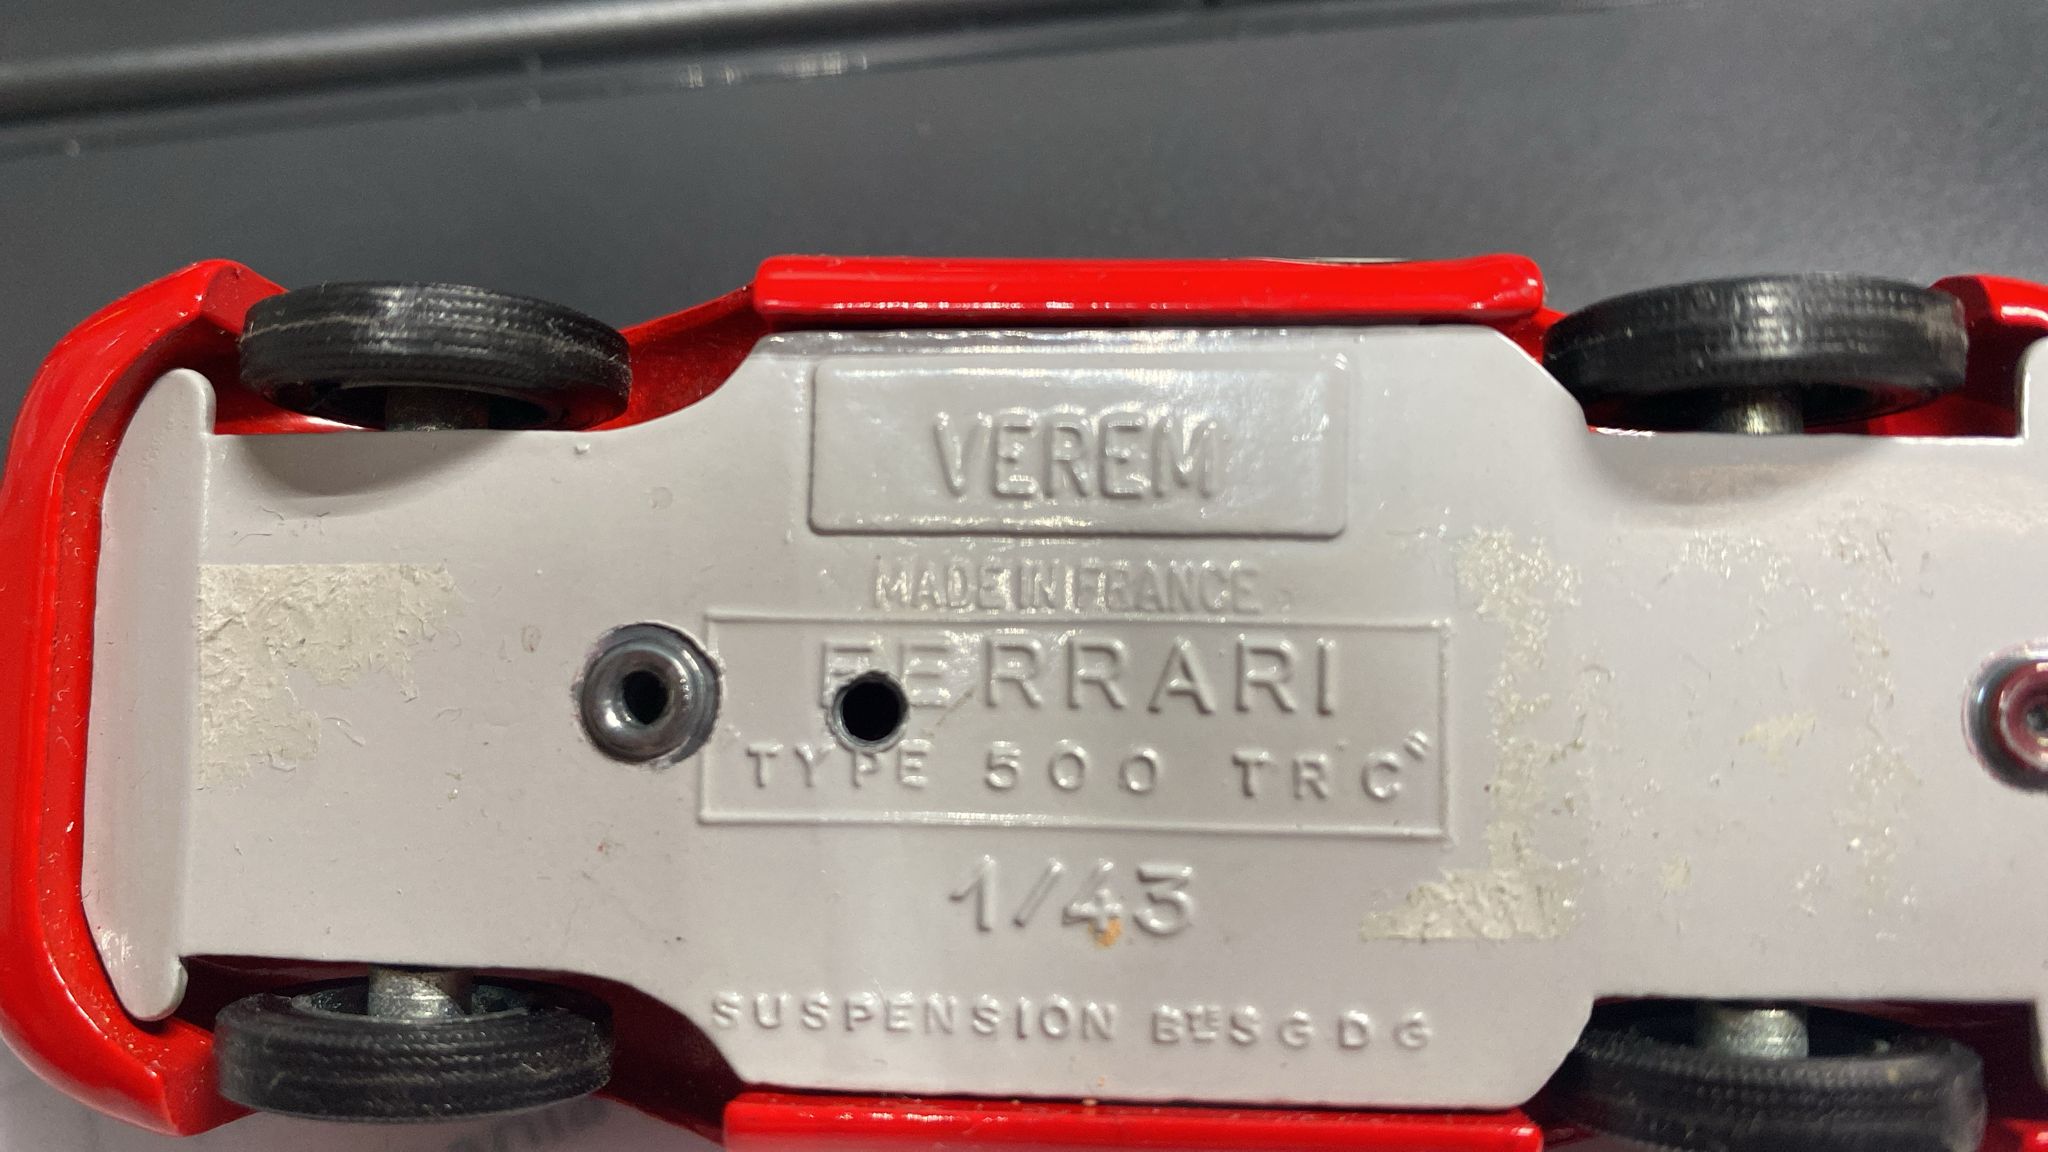 VEREM
MADE IN FRANCE
FERRARI
TYPE 500 TRC"
1/43
SUSPENSION BTE S G D G